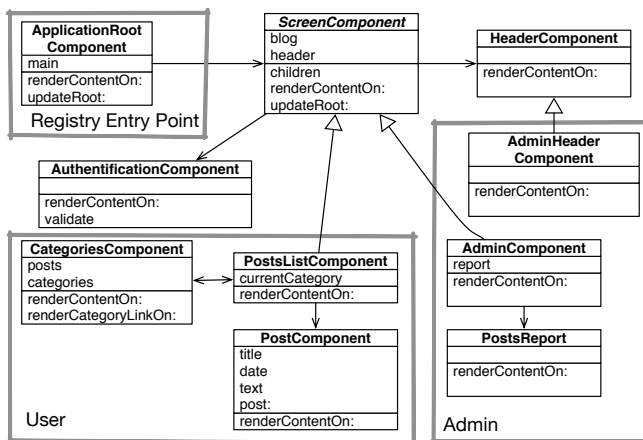 ApplicationRoot
Component
main
renderContentOn:
updateRoot:
Registry Entry Point
ScreenComponent
blog
header
children
renderContentOn:
updateRoot:
HeaderComponent
renderContentOn:
AuthentificationComponent
renderContentOn:
validate
AdminHeader
Component
renderContentOn:
CategoriesComponent
posts
categories
renderContentOn:
renderCategoryLinkOn:
PostsListComponent
currentCategory
renderContentOn:
PostComponent
title
date
text
post:
renderContentOn:
User
AdminComponent
report
renderContentOn:
PostsReport
renderContentOn:
Admin